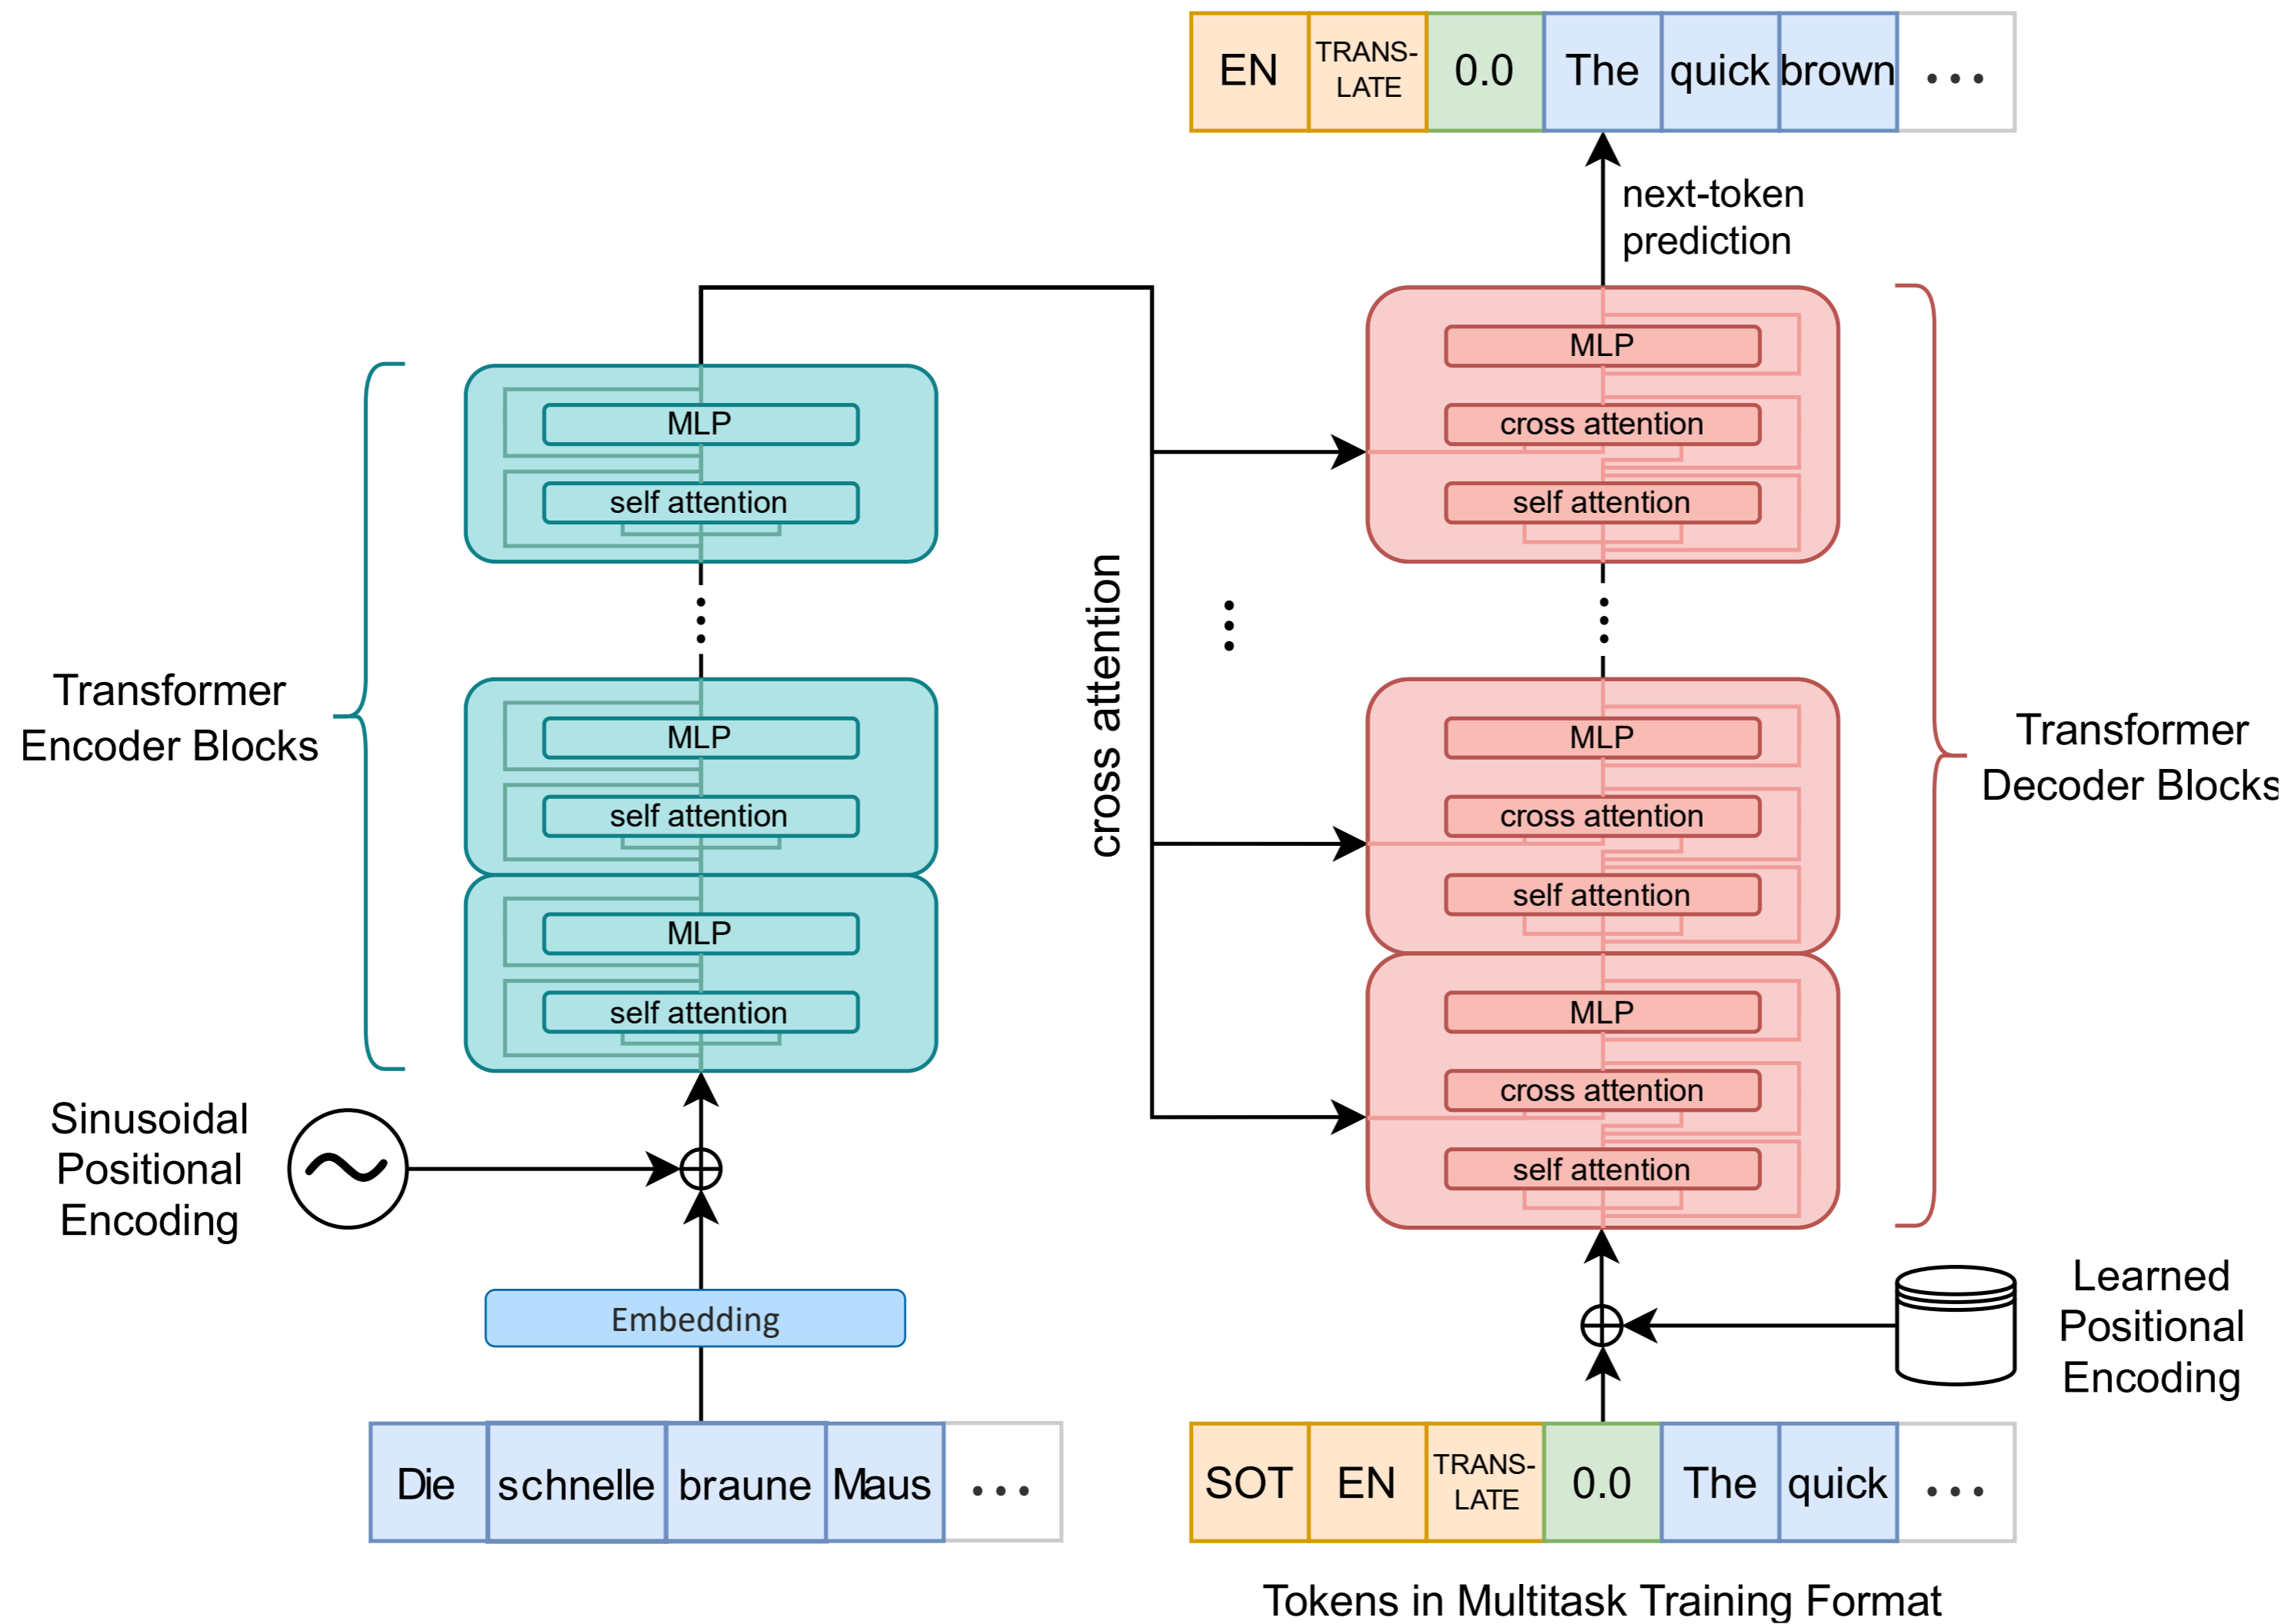 EN TRANS- 0.0 The quick brown ...
LATE
next-token
prediction
MLP
cross attention
self attention
MLP
self attention
cross attention
Transformer
Encoder Blocks
MLP
self attention
MLP
self attention
MLP
cross attention
self attention
Transformer
Decoder Blocks
MLP
cross attention
self attention
Sinusoidal
Positional
Encoding
Embedding
Learned
Positional
Encoding
Die schnelle braune Maus ...
SOT EN TRANS- 0.0 The quick ...
LATE
Tokens in Multitask Training Format